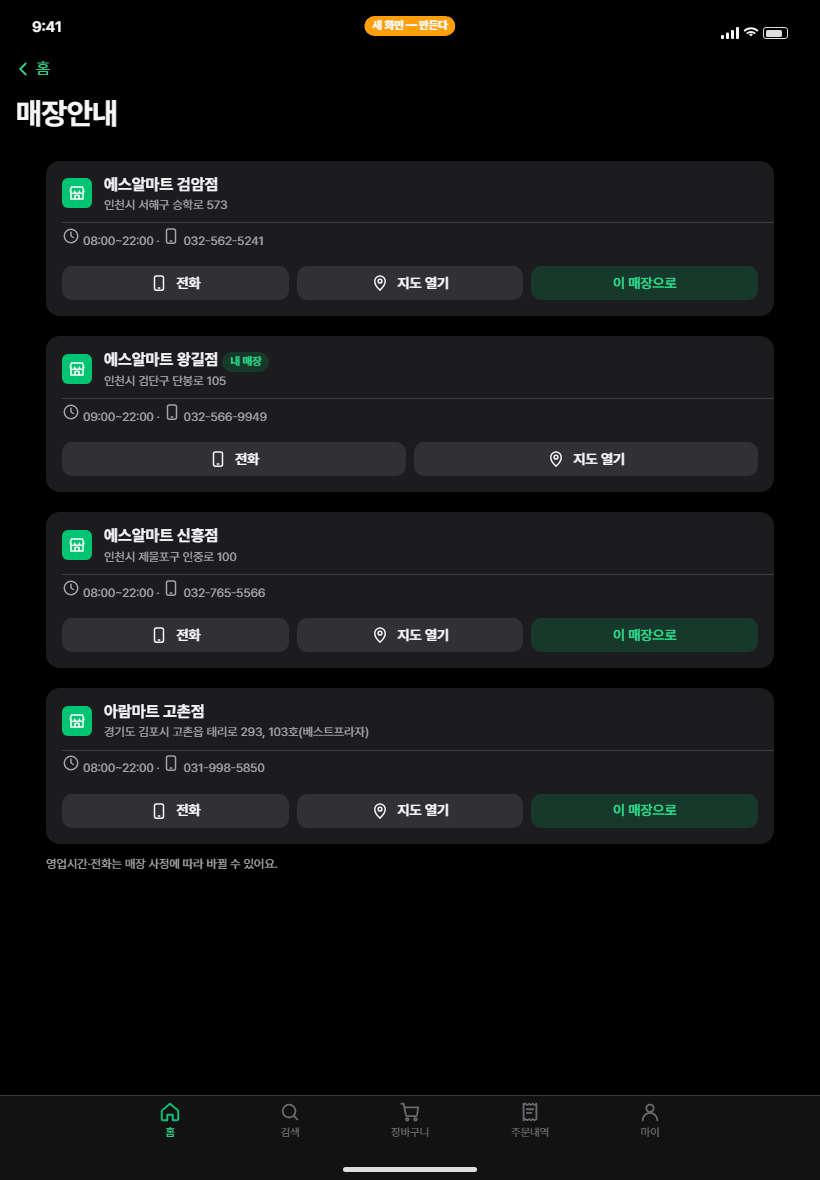 9:41
새 화면 — 만든다
홈
매장안내
에스알마트 검암점
인천시 서해구 승학로 573
08:00~22:00 · 032-562-5241
전화 지도 열기 이 매장으로
에스알마트 왕길점 내 매장
인천시 검단구 단봉로 105
09:00~22:00 · 032-566-9949
전화 지도 열기
에스알마트 신흥점
인천시 제물포구 인중로 100
08:00~22:00 · 032-765-5566
전화 지도 열기 이 매장으로
아람마트 고촌점
경기도 김포시 고촌읍 태리로 293, 103호(베스트프라자)
08:00~22:00 · 031-998-5850
전화 지도 열기 이 매장으로
영업시간·전화는 매장 사정에 따라 바뀔 수 있어요.
홈 검색 장바구니 주문내역 마이